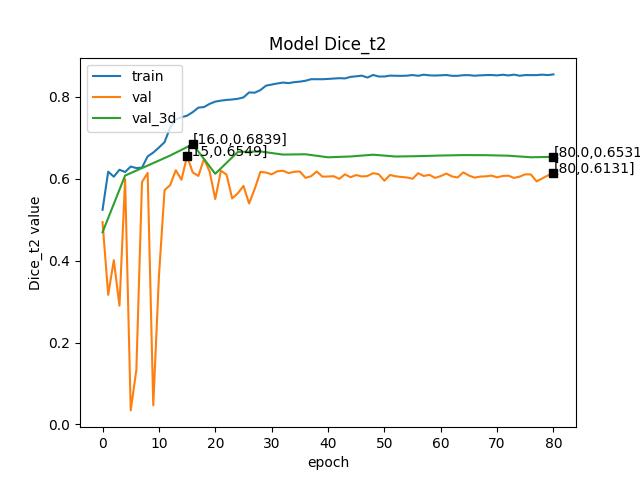 Model Dice_t2
train
val
val_3d
[16.0,0.6839]
15,0.6549]
[80.0,0.6531
80,0.6131]
0.8
0.6
0.4
0.2
0.0
Dice_t2 value
0 10 20 30 40 50 60 70 80
epoch